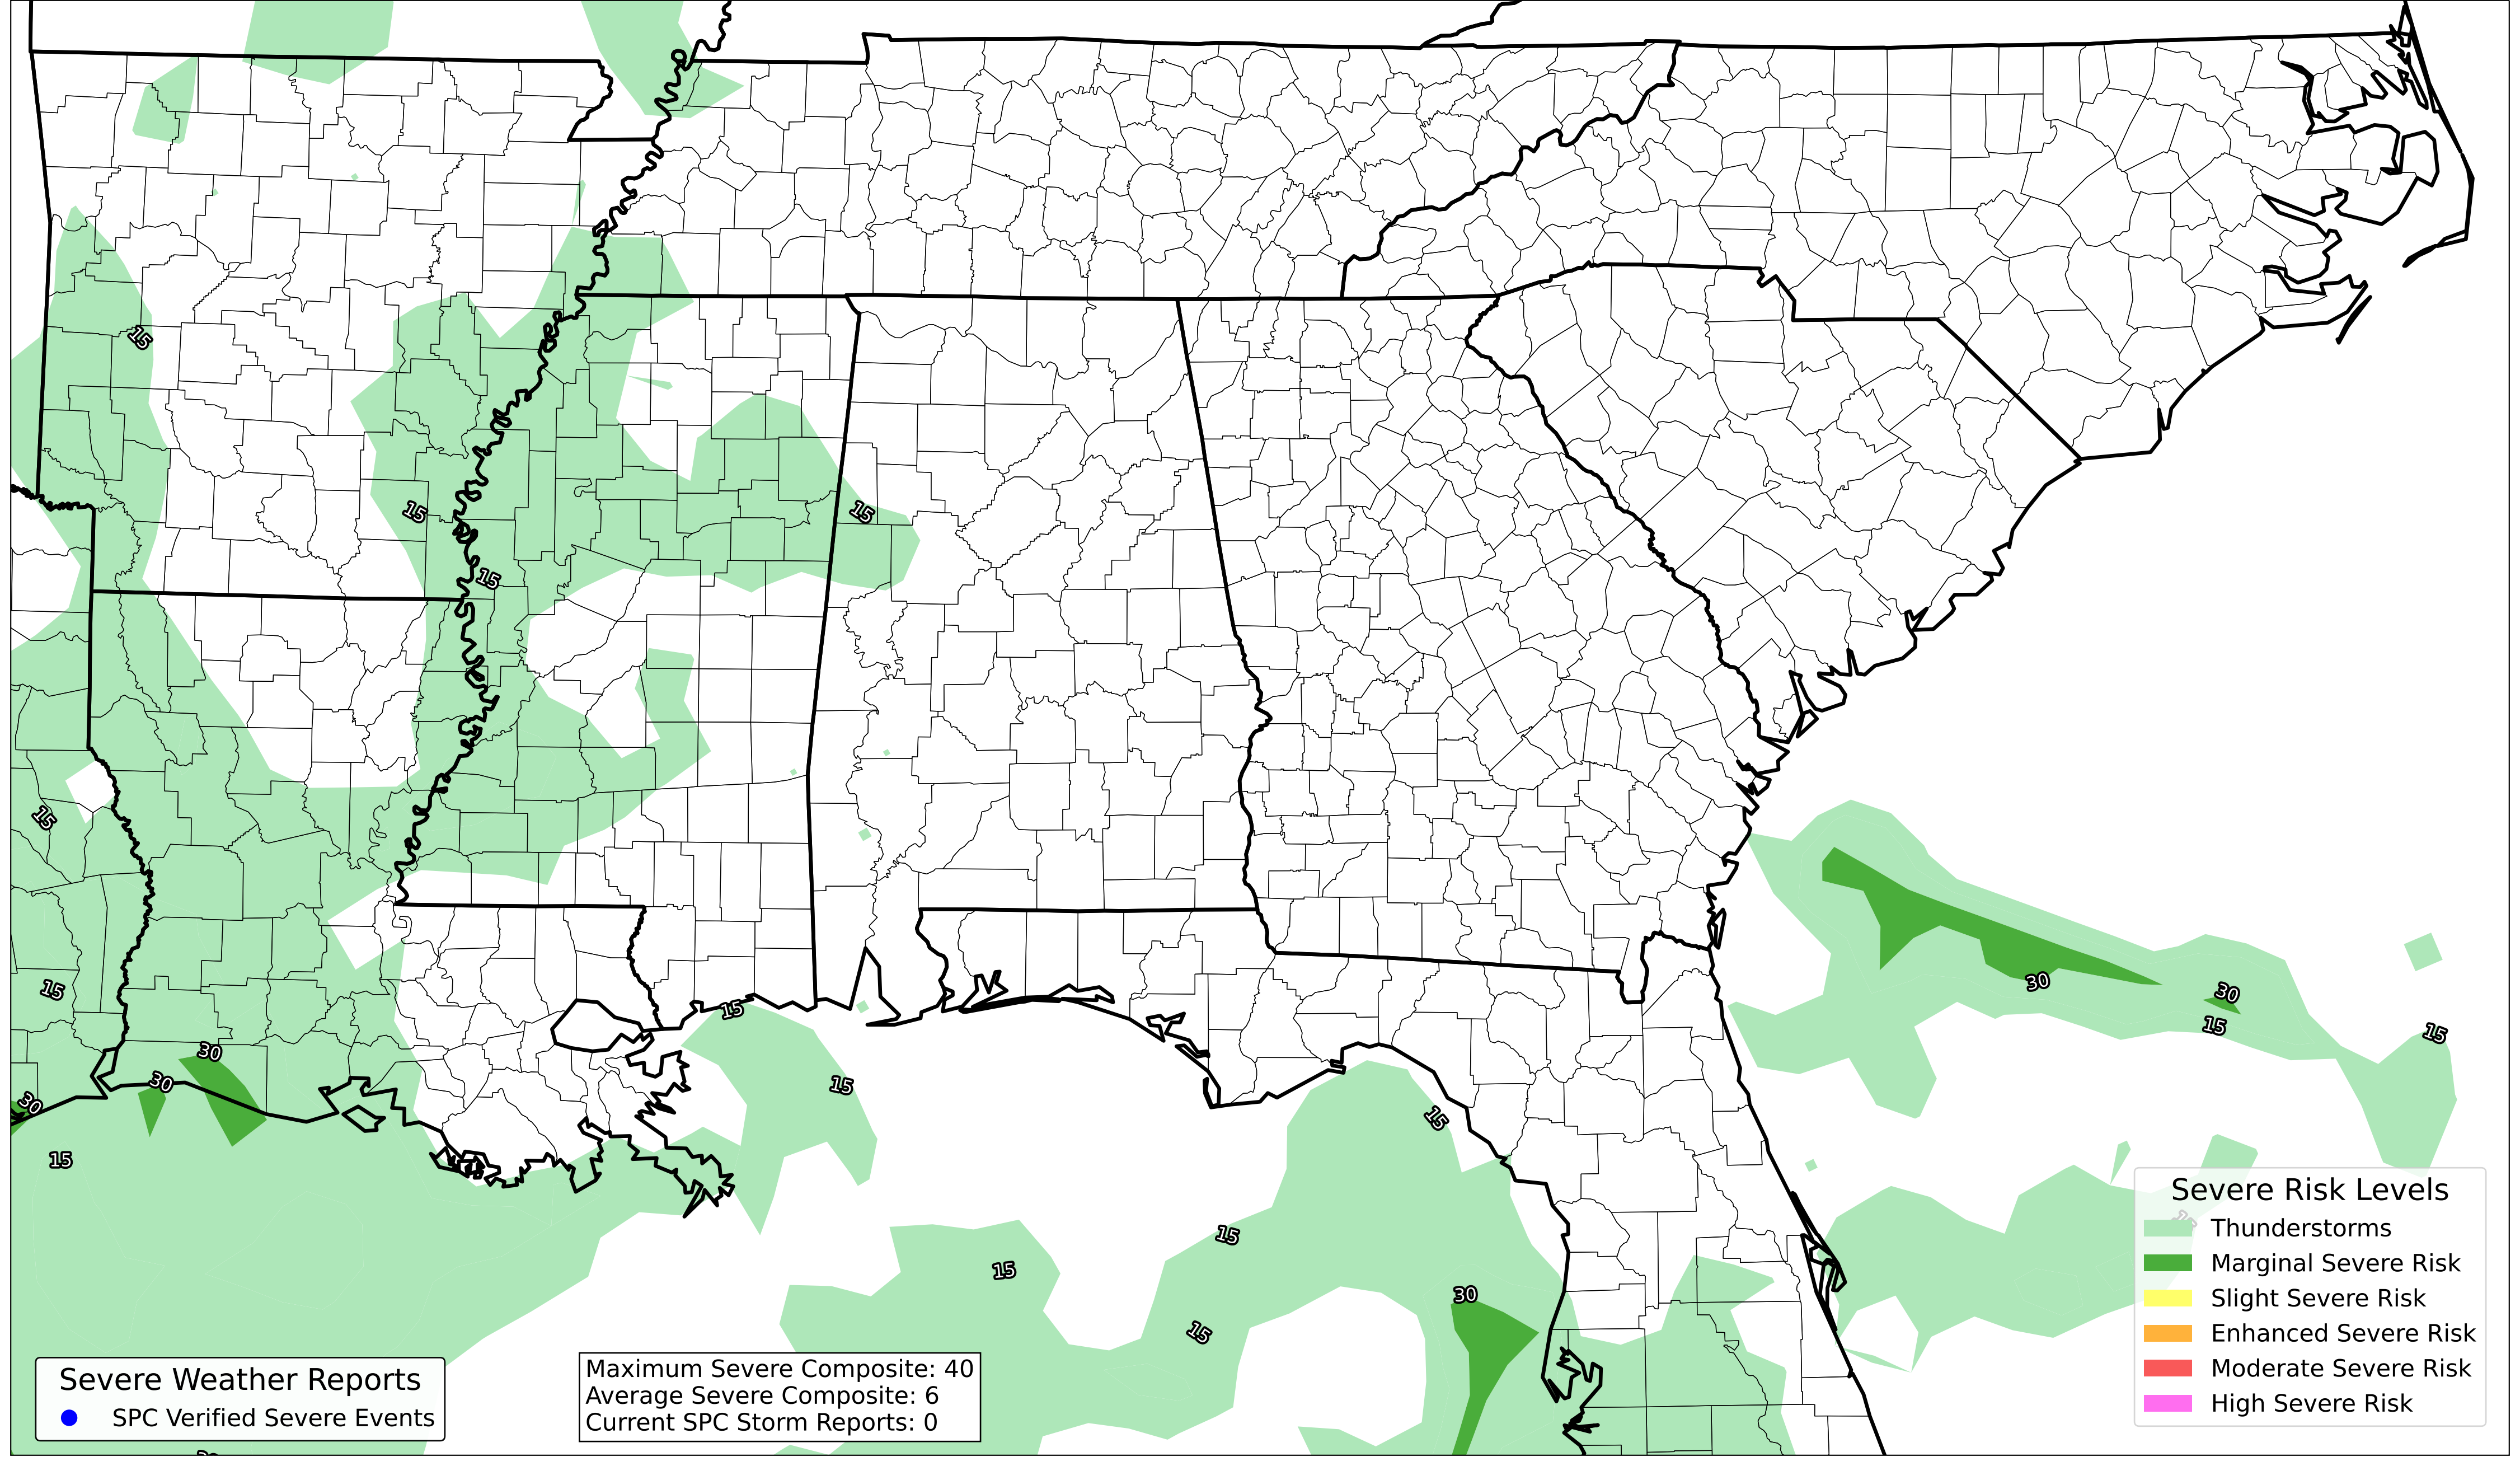 15
15
15
15
15
15
30
30
30
15
15
15
15
15
15
15
30
30
30
15
15
Severe Risk Levels
Thunderstorms
Marginal Severe Risk
Slight Severe Risk
Enhanced Severe Risk
Moderate Severe Risk
High Severe Risk
Severe Weather Reports
SPC Verified Severe Events
Maximum Severe Composite: 40
Average Severe Composite: 6
Current SPC Storm Reports: 0